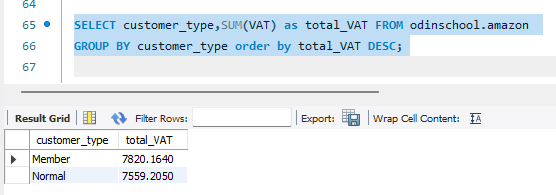 64
65 SELECT customer_type,SUM(VAT) as total_VAT FROM odinschool.amazon
66 GROUP BY customer_type order by total_VAT DESC;
67
Result Grid Filter Rows: Export: Wrap Cell Content:
customer_type total_VAT
Member 7820.1640
Normal 7559.2050